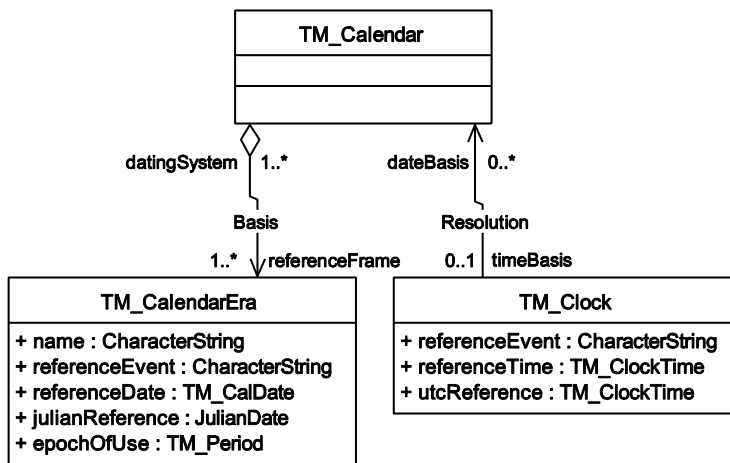 TM_Calendar
datingSystem 1..* dateBasis 0..*
Basis Resolution
1..* referenceFrame 0..1 timeBasis
TM_CalendarEra
+ name : CharacterString
+ referenceEvent : CharacterString
+ referenceDate : TM_CalDate
+ julianReference : JulianDate
+ epochOfUse : TM_Period
TM_Clock
+ referenceEvent : CharacterString
+ referenceTime : TM_ClockTime
+ utcReference : TM_ClockTime